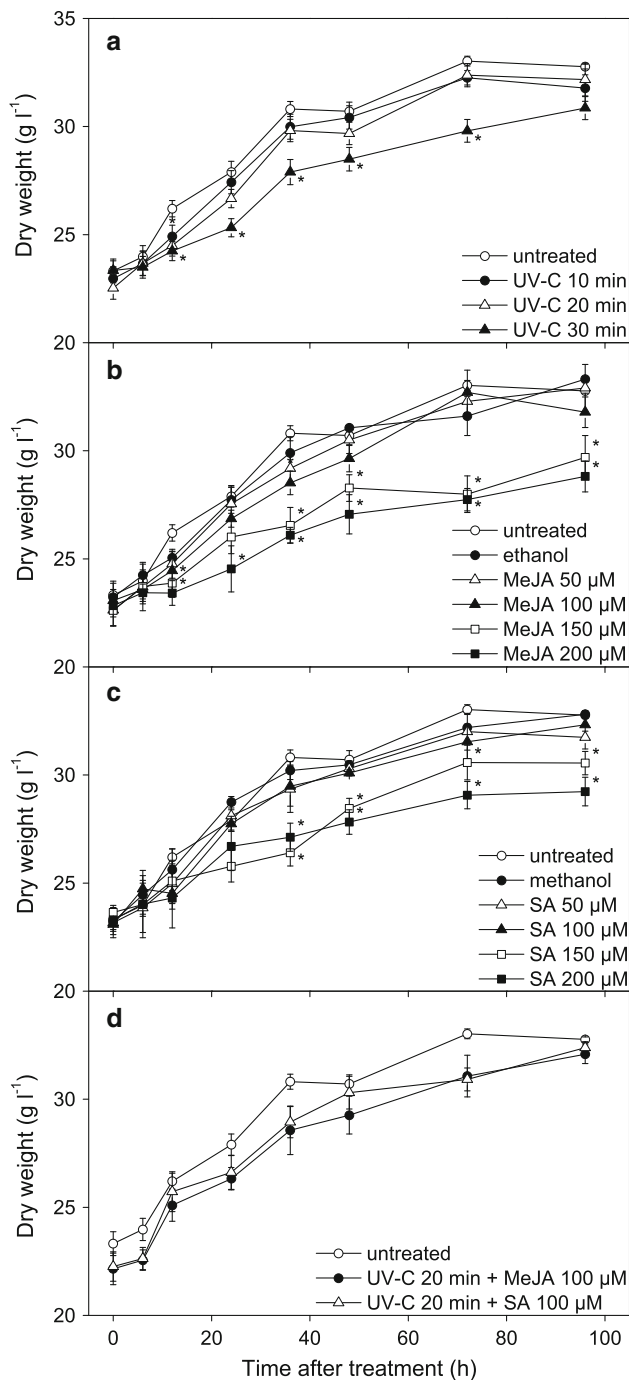 a
Dry weight (g l⁻¹)
35
30
25
20
untreated
UV-C 10 min
UV-C 20 min
UV-C 30 min
* * * * * *
b
Dry weight (g l⁻¹)
30
25
20
untreated
ethanol
MeJA 50 µM
MeJA 100 µM
MeJA 150 µM
MeJA 200 µM
* * * * * * * * * * *
c
Dry weight (g l⁻¹)
30
25
20
untreated
methanol
SA 50 µM
SA 100 µM
SA 150 µM
SA 200 µM
* * * * * * * *
d
Dry weight (g l⁻¹)
30
25
20
untreated
UV-C 20 min + MeJA 100 µM
UV-C 20 min + SA 100 µM
0 20 40 60 80 100
Time after treatment (h)